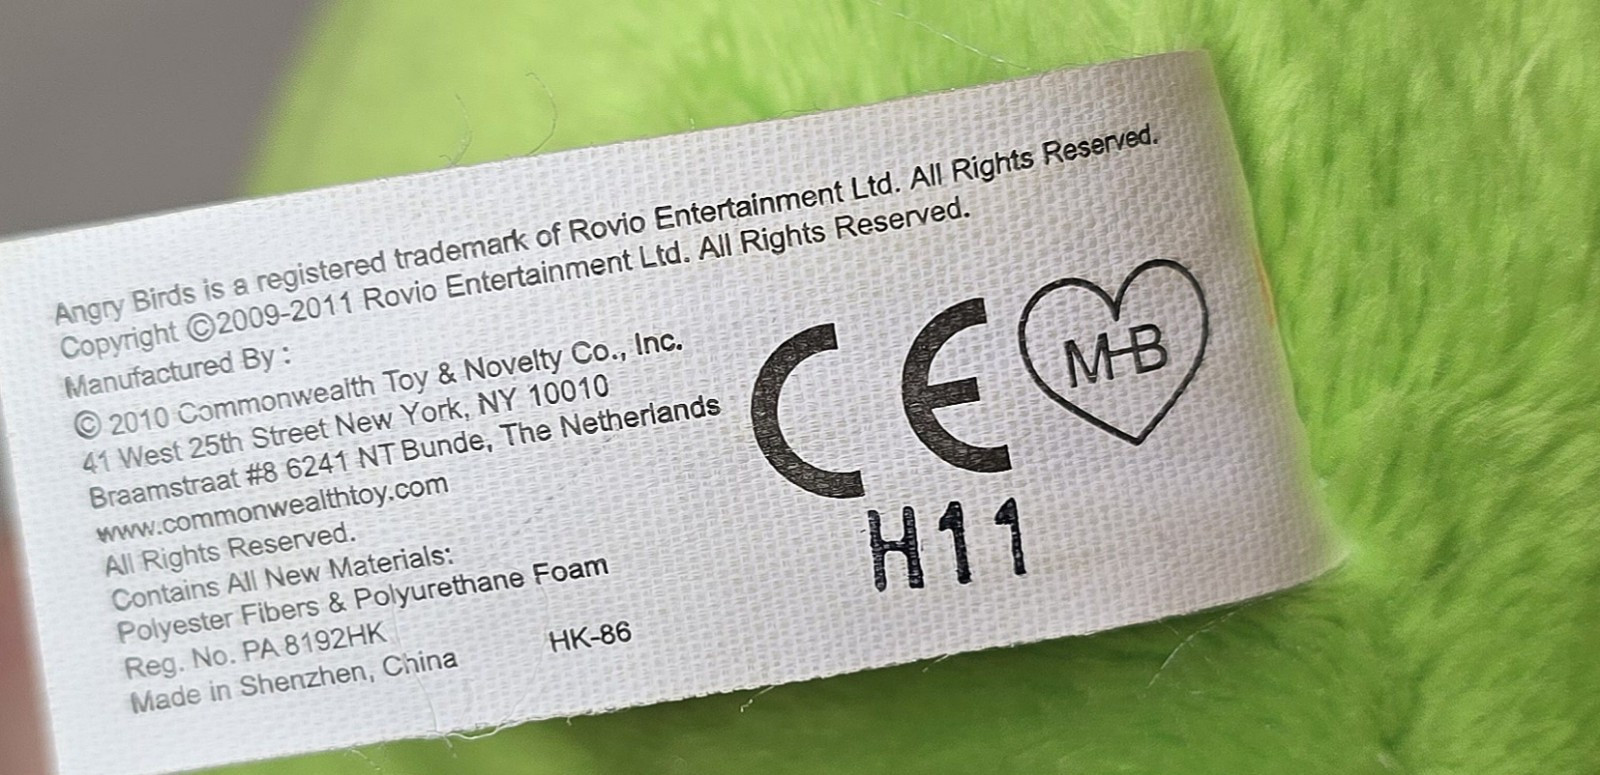 Angry Birds is a registered trademark of Rovio Entertainment Ltd. All Rights Reserved.
Copyright ©2009-2011 Rovio Entertainment Ltd. All Rights Reserved.
Manufactured By :
© 2010 Commonwealth Toy & Novelty Co., Inc.
41 West 25th Street New York, NY 10010
Braamstraat #8 6241 NT Bunde, The Netherlands
www.commonwealthtoy.com
All Rights Reserved.
Contains All New Materials:
Polyester Fibers & Polyurethane Foam
Reg. No. PA 8192HK
HK-86
Made in Shenzhen, China
CE
M-B
H11